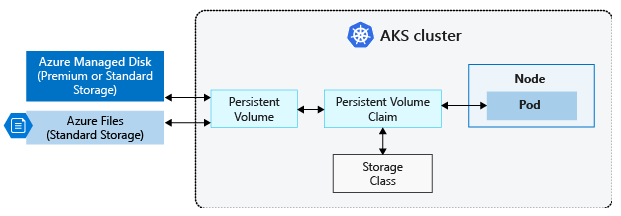 AKS cluster
Azure Managed Disk
(Premium or Standard
Storage)
Azure Files
(Standard Storage)
Persistent
Volume
Persistent Volume
Claim
Node
Pod
Storage
Class